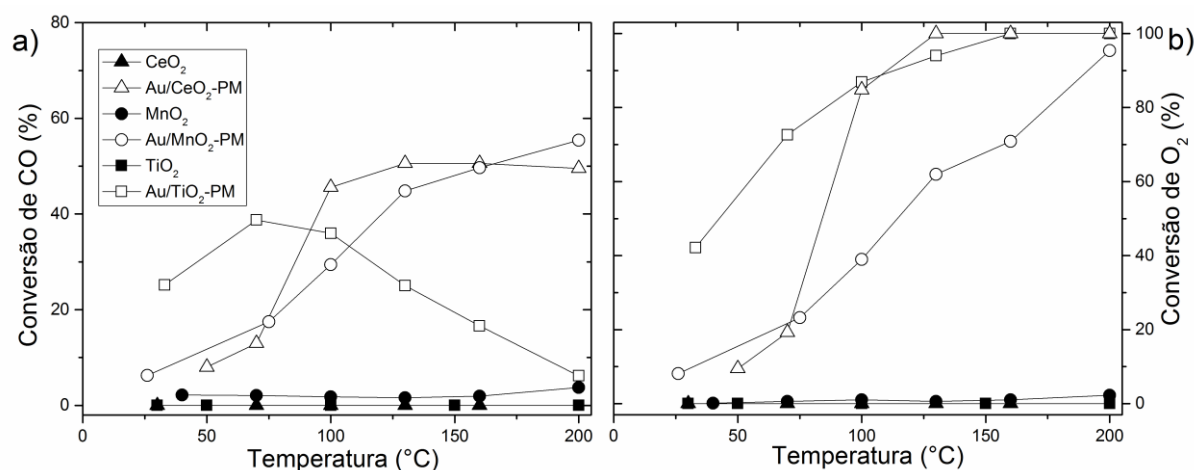 a)
80
60
40
20
0
Conversão de CO (%)
CeO₂
Au/CeO₂-PM
MnO₂
Au/MnO₂-PM
TiO₂
Au/TiO₂-PM
0 50 100 150 200
Temperatura (°C)
b)
100
80
60
40
20
0
Conversão de O₂ (%)
0 50 100 150 200
Temperatura (°C)